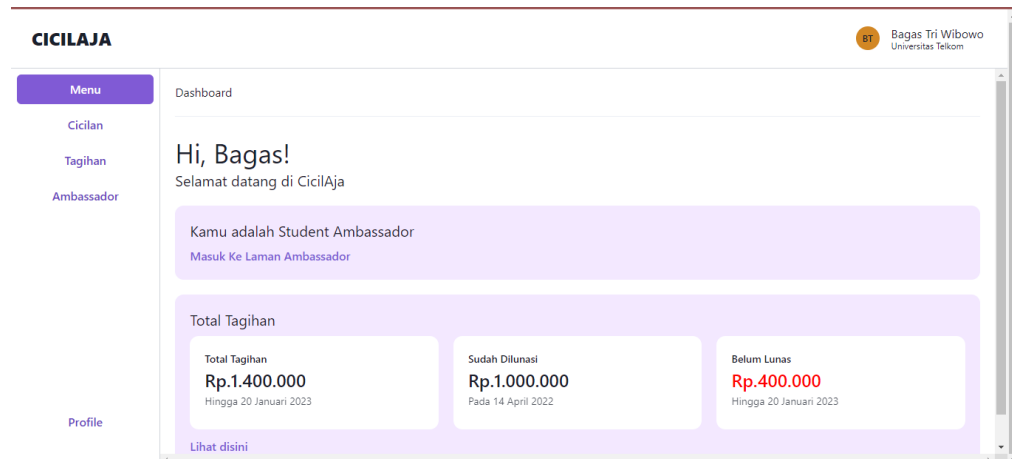 CICILAJA
BT
Bagas Tri Wibowo
Universitas Telkom
Menu
Cicilan
Tagihan
Ambassador
Profile
Dashboard
Hi, Bagas!
Selamat datang di CicilAja
Kamu adalah Student Ambassador
Masuk Ke Laman Ambassador
Total Tagihan
Total Tagihan
Rp.1.400.000
Hingga 20 Januari 2023
Sudah Dilunasi
Rp.1.000.000
Pada 14 April 2022
Belum Lunas
Rp.400.000
Hingga 20 Januari 2023
Lihat disini